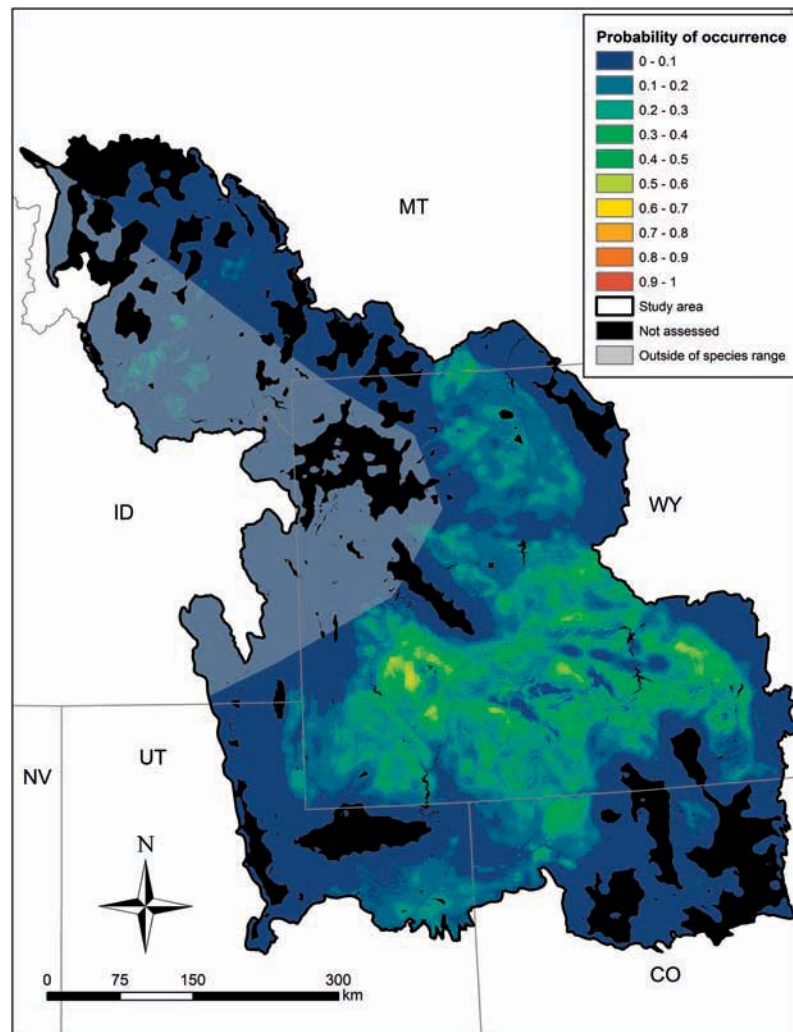 Probability of occurrence
0 - 0.1
0.1 - 0.2
0.2 - 0.3
0.3 - 0.4
0.4 - 0.5
0.5 - 0.6
0.6 - 0.7
0.7 - 0.8
0.8 - 0.9
0.9 - 1
Study area
Not assessed
Outside of species range
MT
ID
WY
NV
UT
N
CO
0 75 150 300
km